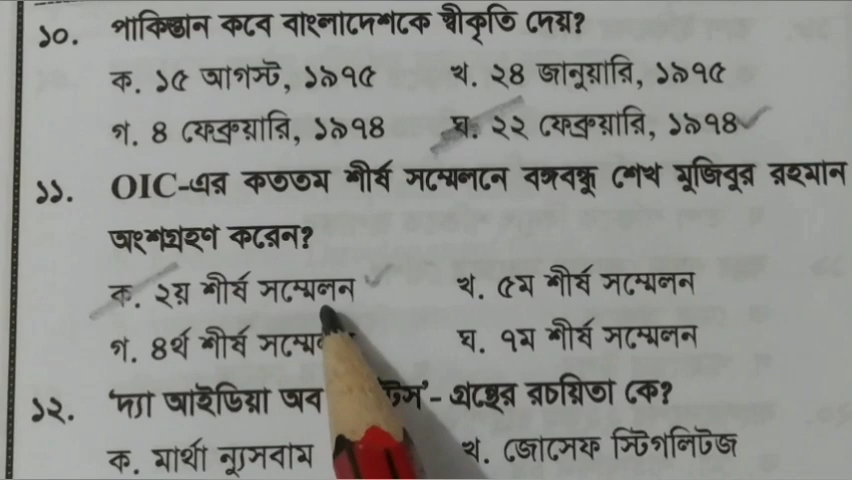 ১০. পাকিস্তান কবে বাংলাদেশকে স্বীকৃতি দেয়?
ক. ১৫ আগস্ট, ১৯৭৫ খ. ২৪ জানুয়ারি, ১৯৭৫
গ. ৪ ফেব্রুয়ারি, ১৯৭৪ ঘ. ২২ ফেব্রুয়ারি, ১৯৭৪
১১. OIC-এর কততম শীর্ষ সম্মেলনে বঙ্গবন্ধু শেখ মুজিবুর রহমান
অংশগ্রহণ করেন?
ক. ২য় শীর্ষ সম্মেলন খ. ৫ম শীর্ষ সম্মেলন
গ. ৪র্থ শীর্ষ ঘ. ৭ম শীর্ষ সম্মেলন
১২. 'দ্যা আইডিয়া অব - গ্রন্থের রচয়িতা কে?
ক. মার্থা ন্যুসবাম খ. জোসেফ স্টিগলিটজ